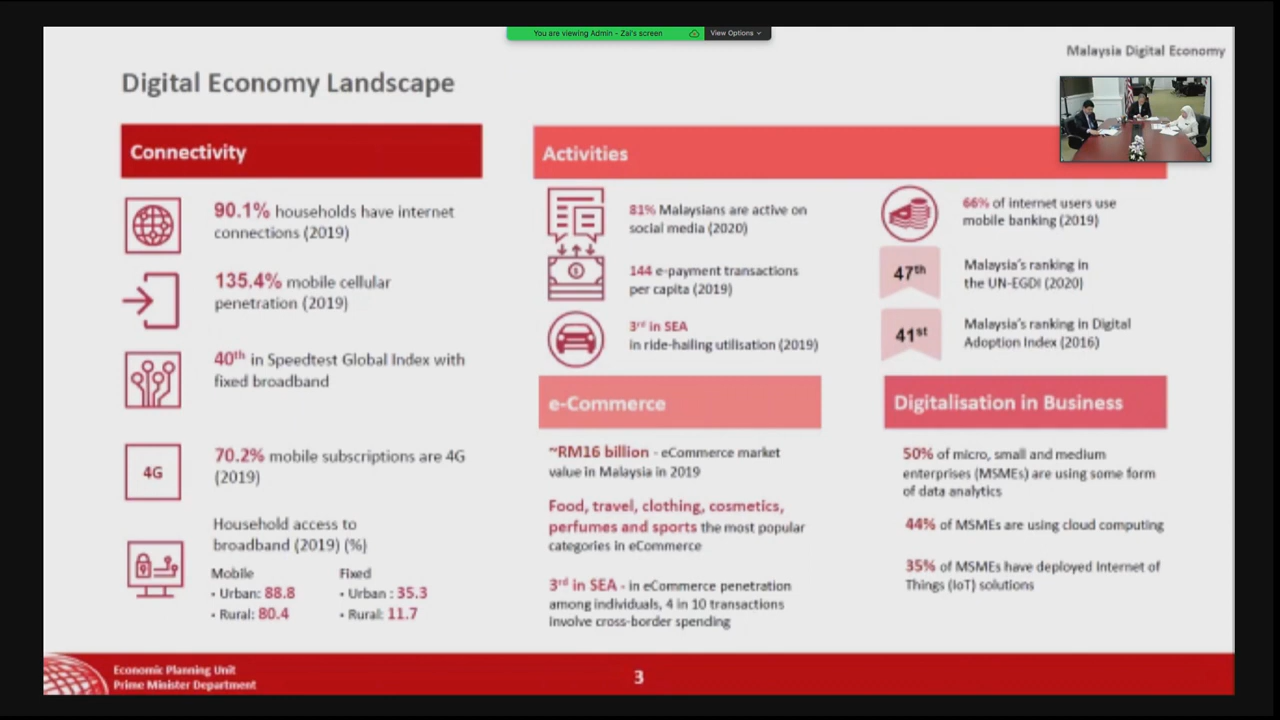 You are viewing Admin - Zai's screen
View Options
Malaysia Digital Economy
Digital Economy Landscape
Connectivity
90.1% households have internet
connections (2019)
135.4% mobile cellular
penetration (2019)
40th in Speedtest Global Index with
fixed broadband
4G
70.2% mobile subscriptions are 4G
(2019)
Household access to
broadband (2019) (%)
Mobile
• Urban: 88.8
• Rural: 80.4
Fixed
• Urban : 35.3
• Rural: 11.7
Activities
81% Malaysians are active on
social media (2020)
144 e-payment transactions
per capita (2019)
3rd in SEA
in ride-hailing utilisation (2019)
66% of internet users use
mobile banking (2019)
47th
Malaysia's ranking in
the UN-EGDI (2020)
41st
Malaysia's ranking in Digital
Adoption Index (2016)
e-Commerce
~RM16 billion - eCommerce market
value in Malaysia in 2019
Food, travel, clothing, cosmetics,
perfumes and sports the most popular
categories in eCommerce
3rd in SEA - in eCommerce penetration
among individuals, 4 in 10 transactions
involve cross-border spending
Digitalisation in Business
50% of micro, small and medium
enterprises (MSMEs) are using some form
of data analytics
44% of MSMEs are using cloud computing
35% of MSMEs have deployed Internet of
Things (IoT) solutions
Economic Planning Unit
Prime Minister Department
3